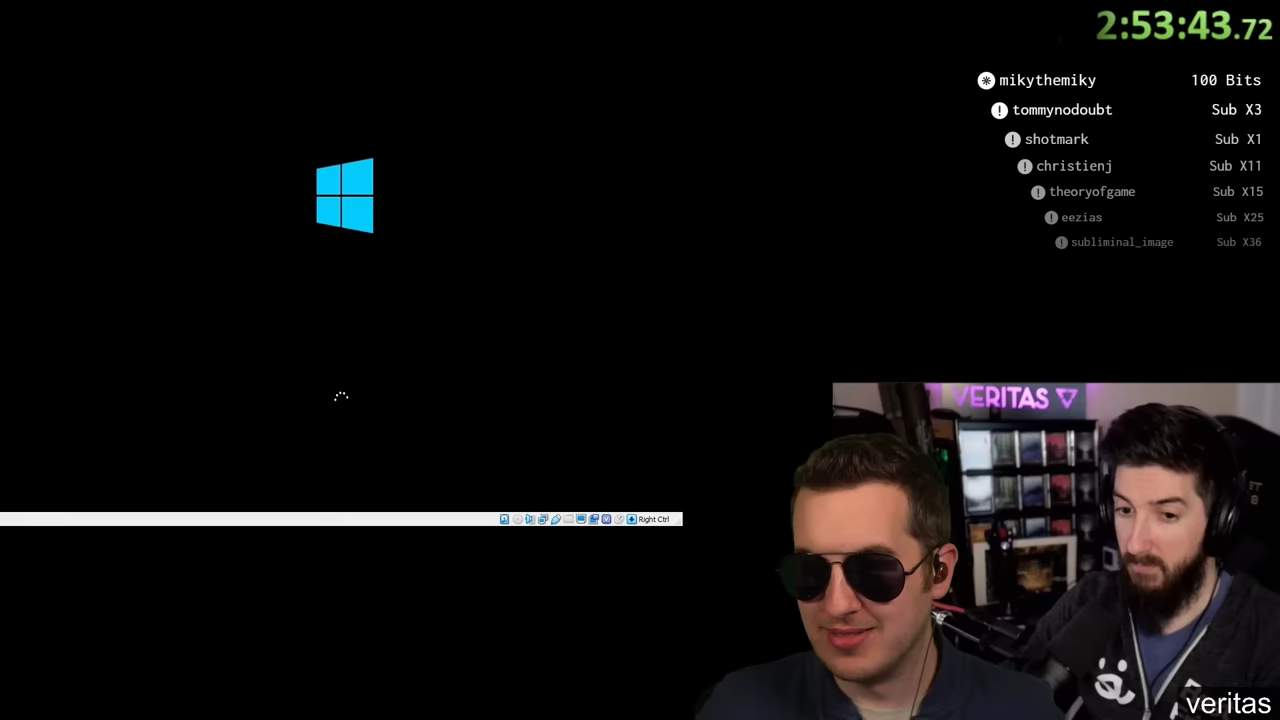 2:53:43.72
mikythemiky 100 Bits
tommynodoubt Sub X3
shotmark Sub X1
christienj Sub X11
theoryofgame Sub X15
eezias Sub X25
subliminal_image Sub X36
VERITAS
Right Ctrl
veritas